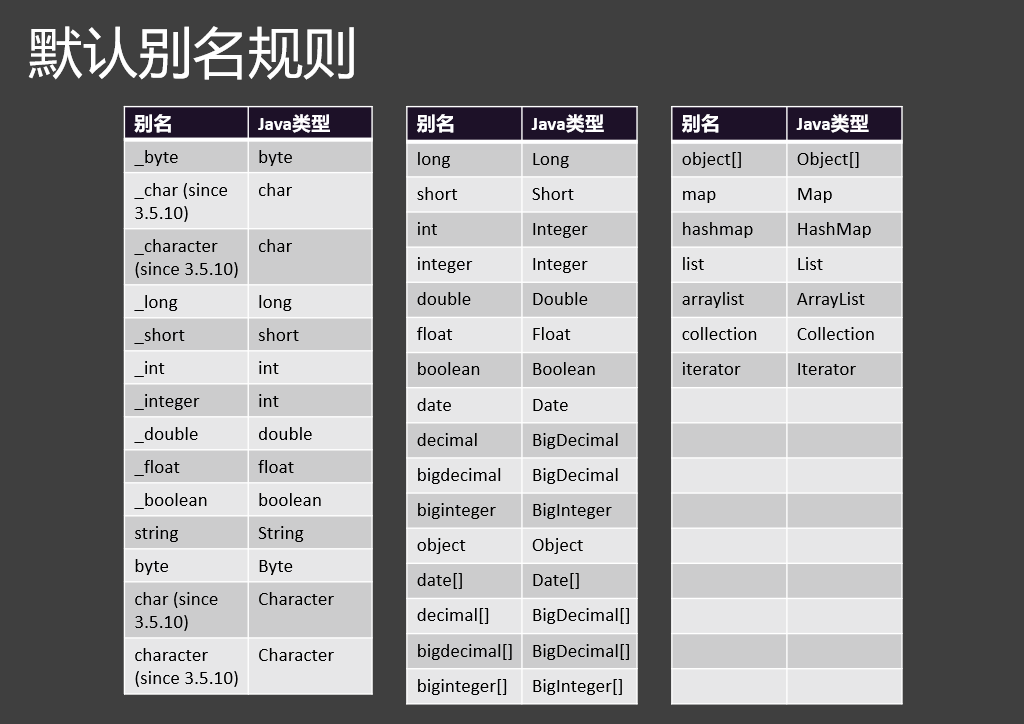 默认别名规则
别名 Java类型
_byte byte
_char (since char
3.5.10)
_character char
(since 3.5.10)
_long long
_short short
_int int
_integer int
_double double
_float float
_boolean boolean
string String
byte Byte
char (since Character
3.5.10)
character Character
(since 3.5.10)
别名 Java类型
long Long
short Short
int Integer
integer Integer
double Double
float Float
boolean Boolean
date Date
decimal BigDecimal
bigdecimal BigDecimal
biginteger BigInteger
object Object
date[] Date[]
decimal[] BigDecimal[]
bigdecimal[] BigDecimal[]
biginteger[] BigInteger[]
别名 Java类型
object[] Object[]
map Map
hashmap HashMap
list List
arraylist ArrayList
collection Collection
iterator Iterator